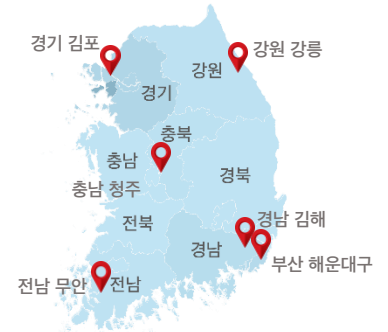 경기 김포
강원 강릉
강원
경기
충북
충남
충남 청주
경북
전북
경남 김해
경남
부산 해운대구
전남 무안
전남